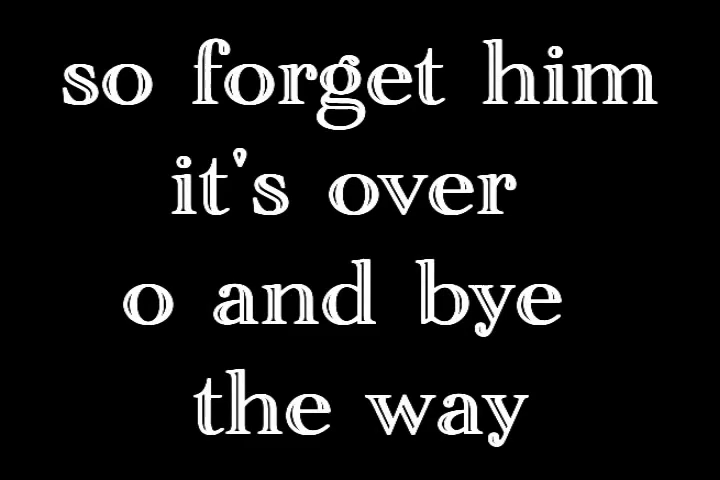 so forget him
it's over
o and bye
the way